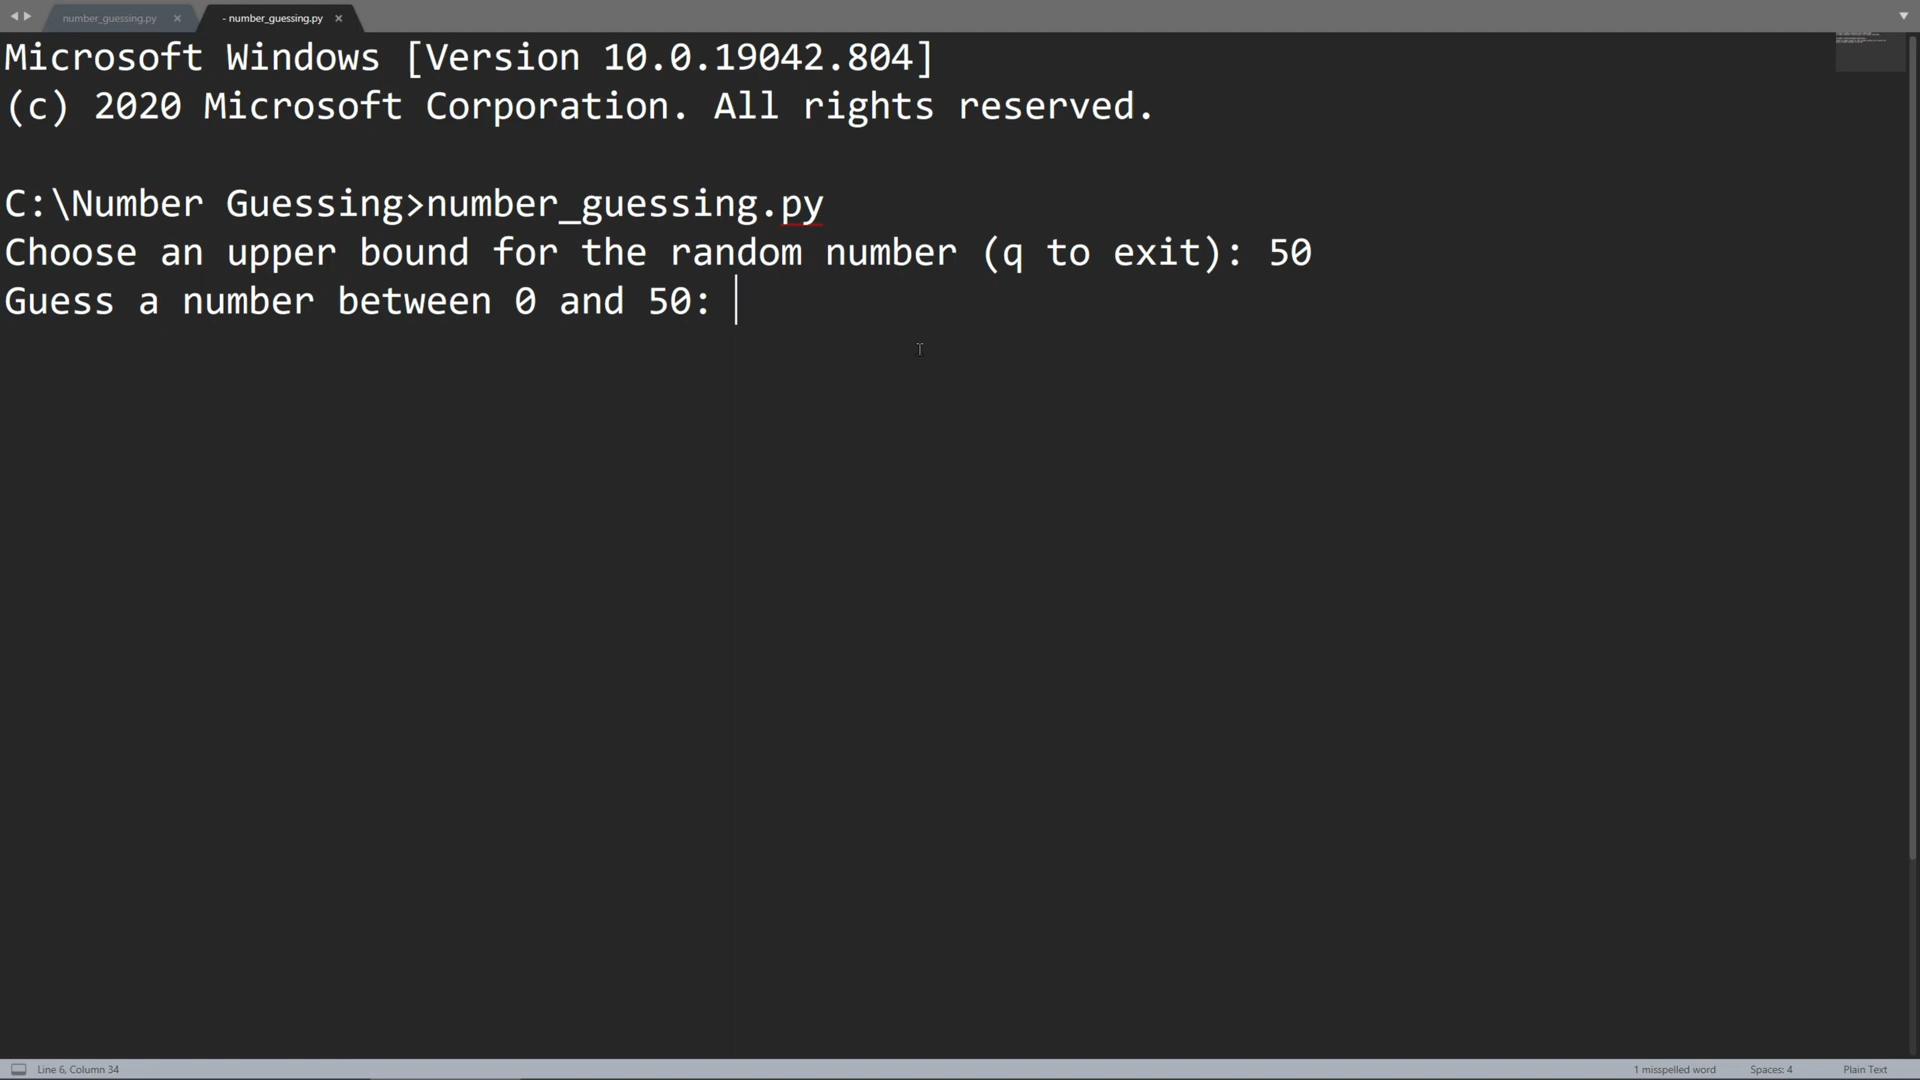 number_guessing.py × - number_guessing.py ×
Microsoft Windows [Version 10.0.19042.804]
(c) 2020 Microsoft Corporation. All rights reserved.
C:\Number Guessing>number_guessing.py
Choose an upper bound for the random number (q to exit): 50
Guess a number between 0 and 50:
Line 6, Column 34 1 misspelled word Spaces: 4 Plain Text